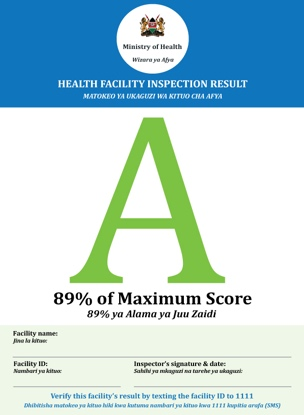 Ministry of Health
Wizara ya Afya
HEALTH FACILITY INSPECTION RESULT
MATOKEO YA UKAGUZI WA KITUO CHA AFYA
A
89% of Maximum Score
89% ya Alama ya Juu Zaidi
Facility name:
Jina la kituo:
Facility ID:
Nambari ya kituo:
Inspector's signature & date:
Sahihi ya mkaguzi na tarehe ya ukaguzi:
Verify this facility's result by texting the facility ID to 1111
Dhibitisha matokeo ya kituo hiki kwa kutuma nambari ya kituo kwa 1111 kupitia arafa (SMS)